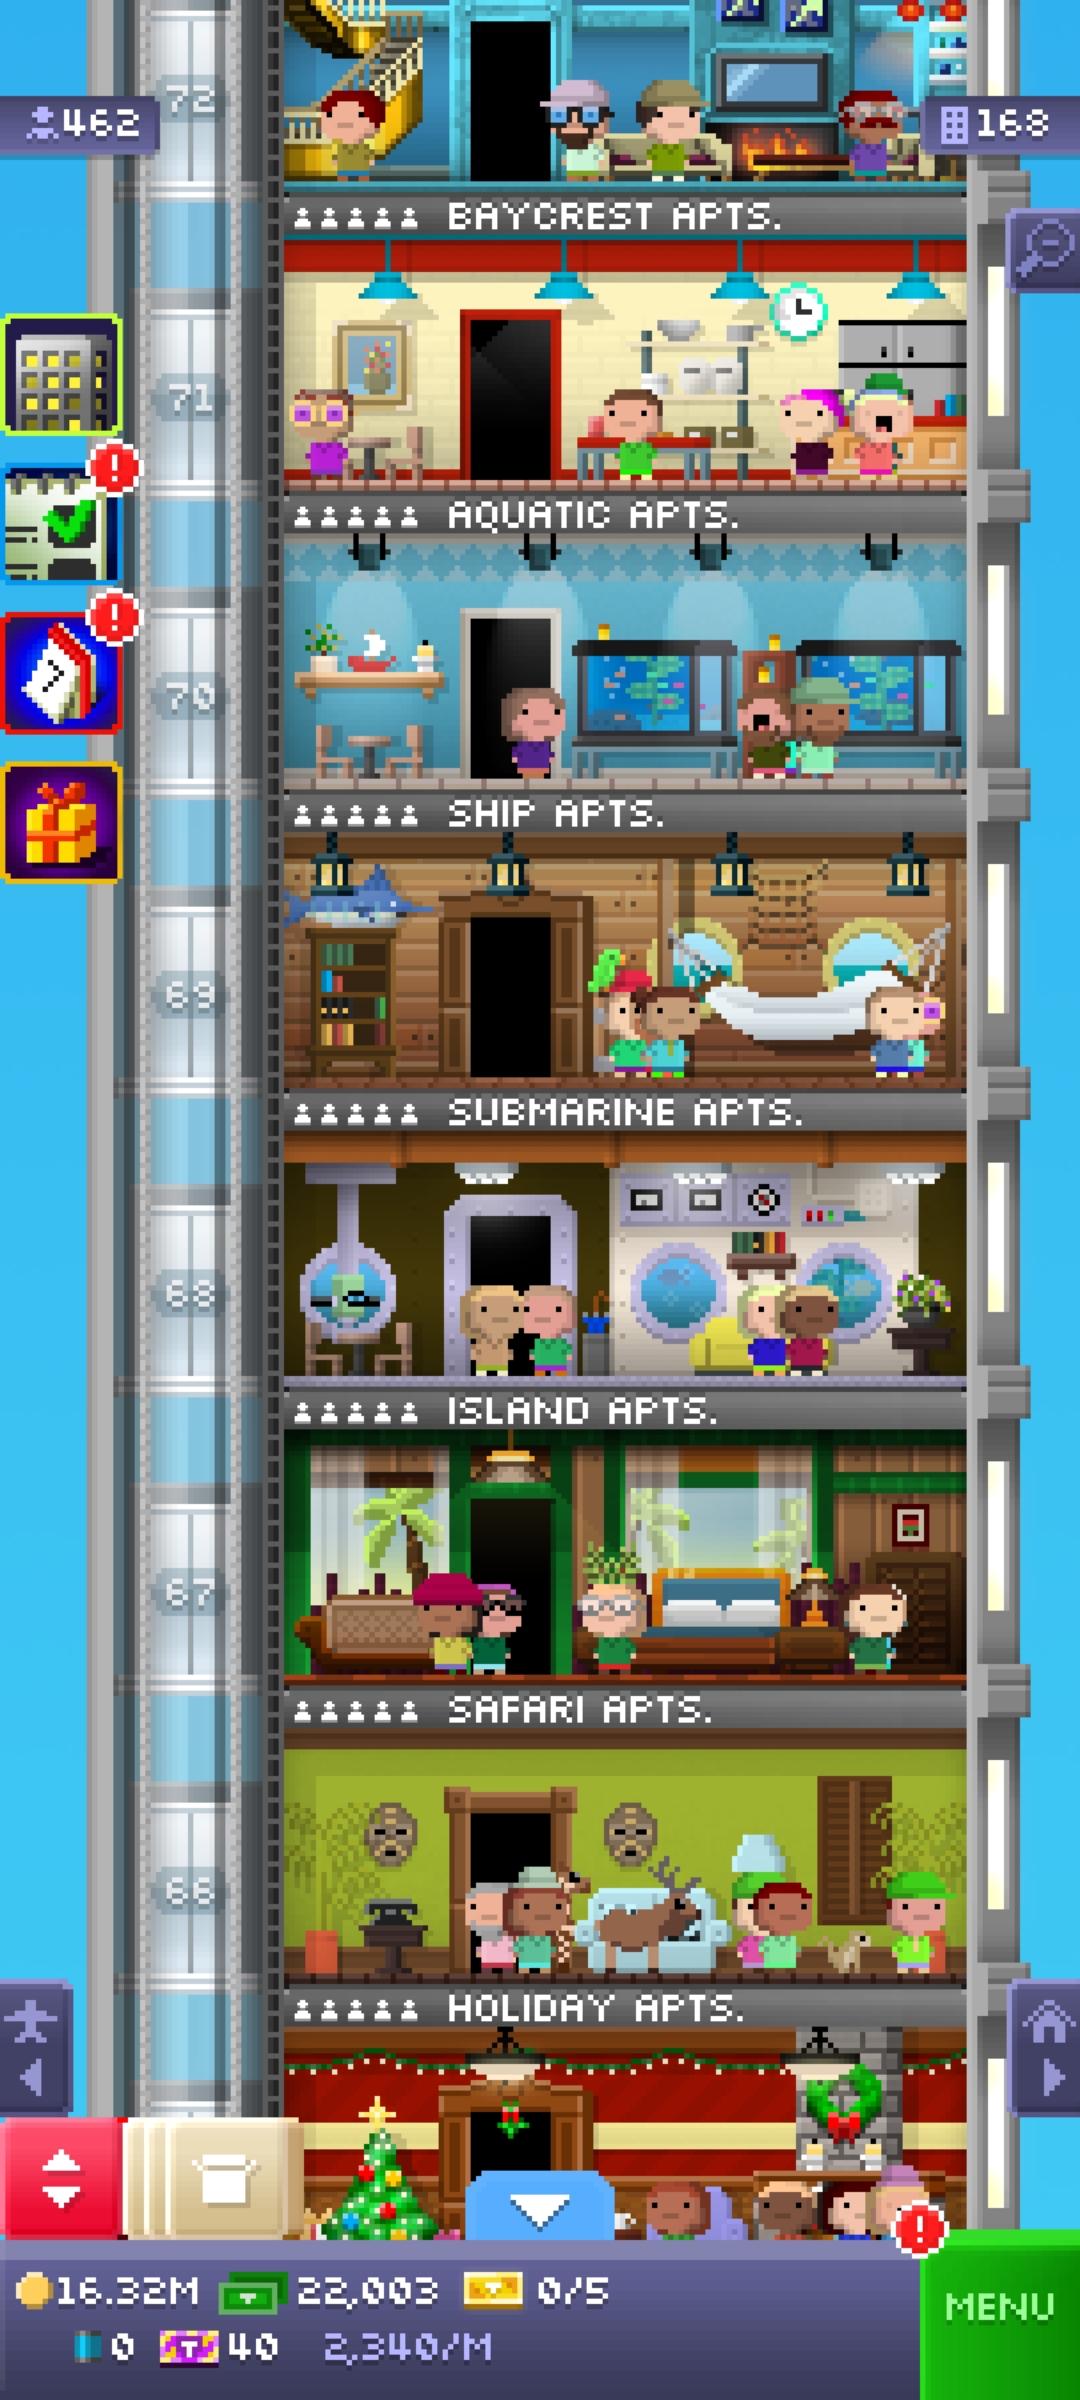 72
462
168
BAYCREST APTS.
71
AQUATIC APTS.
70
SHIP APTS.
69
SUBMARINE APTS.
68
ISLAND APTS.
67
SAFARI APTS.
66
HOLIDAY APTS.
16.32M 22,003 0/5
MENU
0 T 40 2,340/M